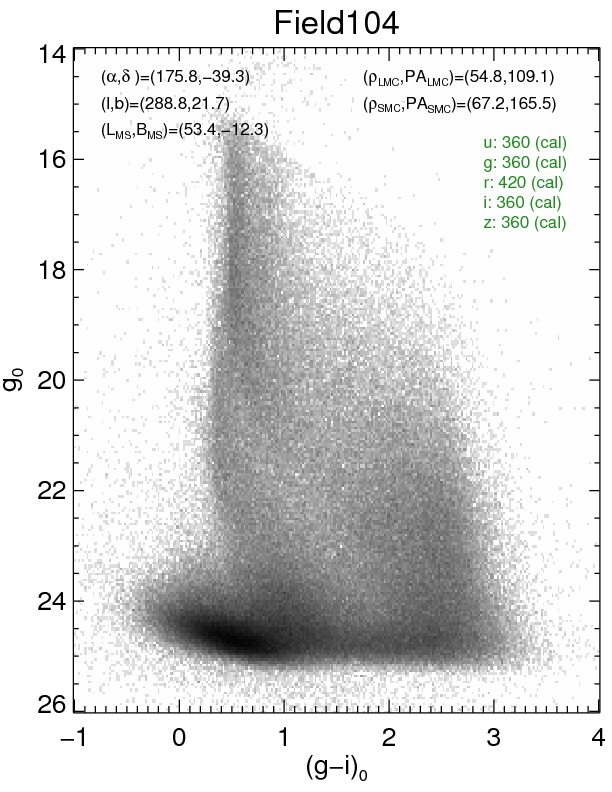 Field104
(α,δ )=(175.8,−39.3)
(ρLMC,PALMC)=(54.8,109.1)
(l,b)=(288.8,21.7)
(ρSMC,PASMC)=(67.2,165.5)
(LMS,BMS)=(53.4,−12.3)
u: 360 (cal)
g: 360 (cal)
r: 420 (cal)
i: 360 (cal)
z: 360 (cal)
14
16
18
20
22
24
26
g0
−1 0 1 2 3 4
(g−i)0